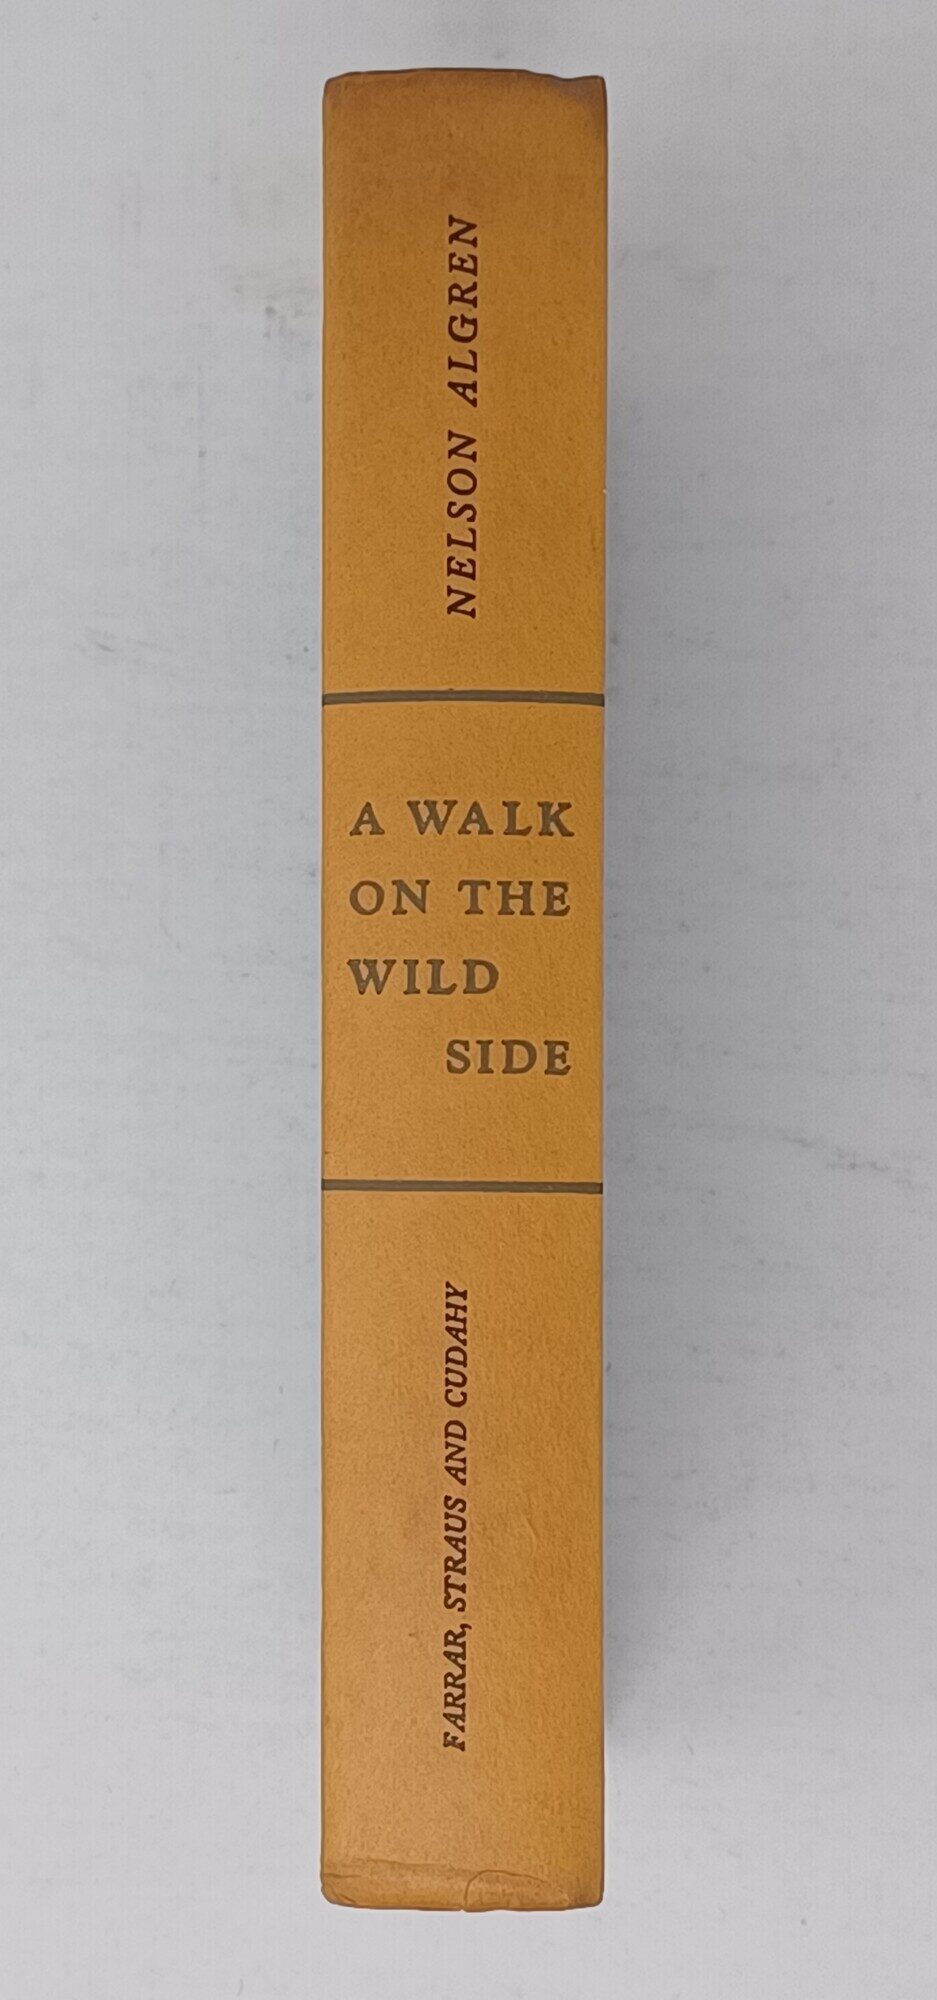 NELSON ALGREN
A WALK
ON THE
WILD
SIDE
FARRAR, STRAUS AND CUDAHY